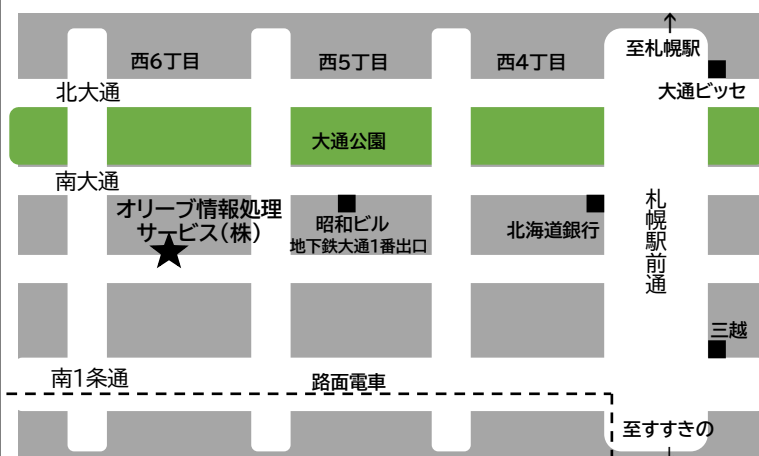 至札幌駅
西6丁目
西5丁目
西4丁目
大通ビッセ
北大通
大通公園
南大通
オリーブ情報処理
サービス(株)
昭和ビル
地下鉄大通1番出口
北海道銀行
札幌駅前通
三越
南1条通
路面電車
至すすきの